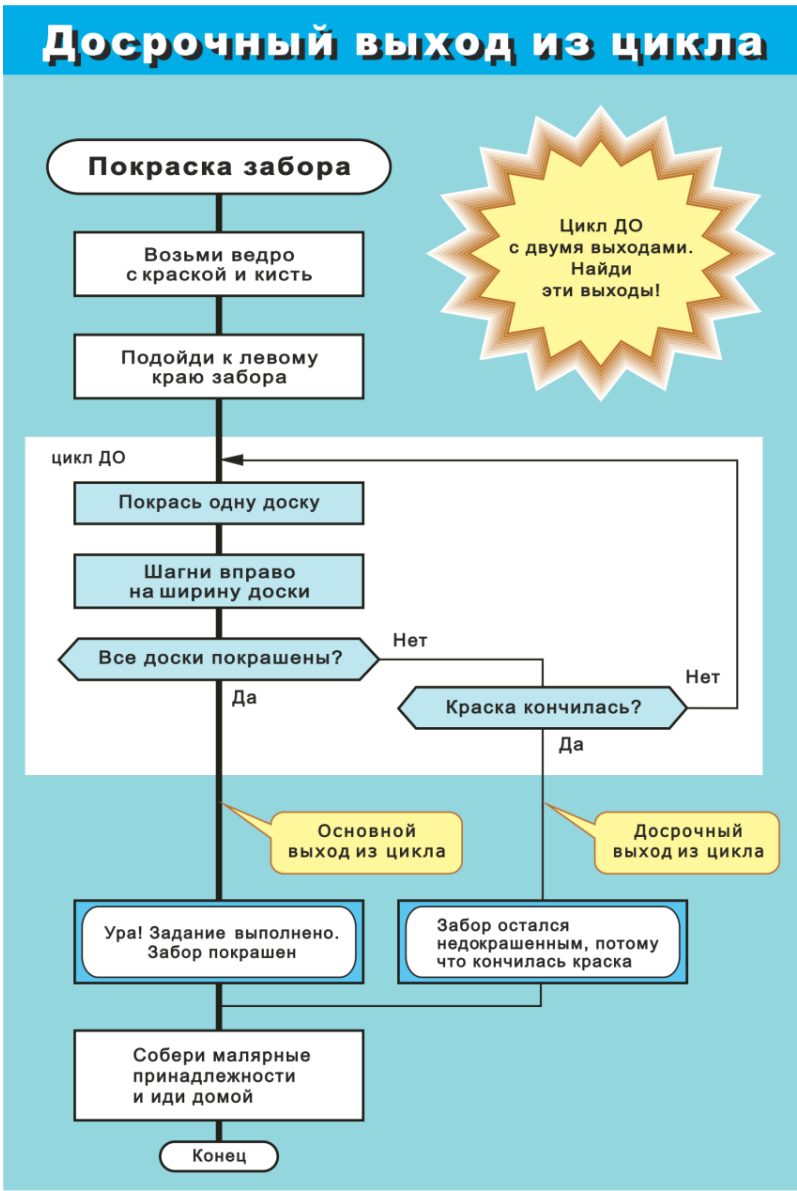 Досрочный выход из цикла
Покраска забора
Цикл ДО
с двумя выходами.
Найди
эти выходы!
Возьми ведро
с краской и кисть
Подойди к левому
краю забора
цикл ДО
Покрась одну доску
Шагни вправо
на ширину доски
Все доски покрашены?
Нет
Да
Краска кончилась?
Нет
Да
Основной
выход из цикла
Досрочный
выход из цикла
Ура! Задание выполнено.
Забор покрашен
Забор остался
недокрашенным, потому
что кончилась краска
Собери малярные
принадлежности
и иди домой
Конец